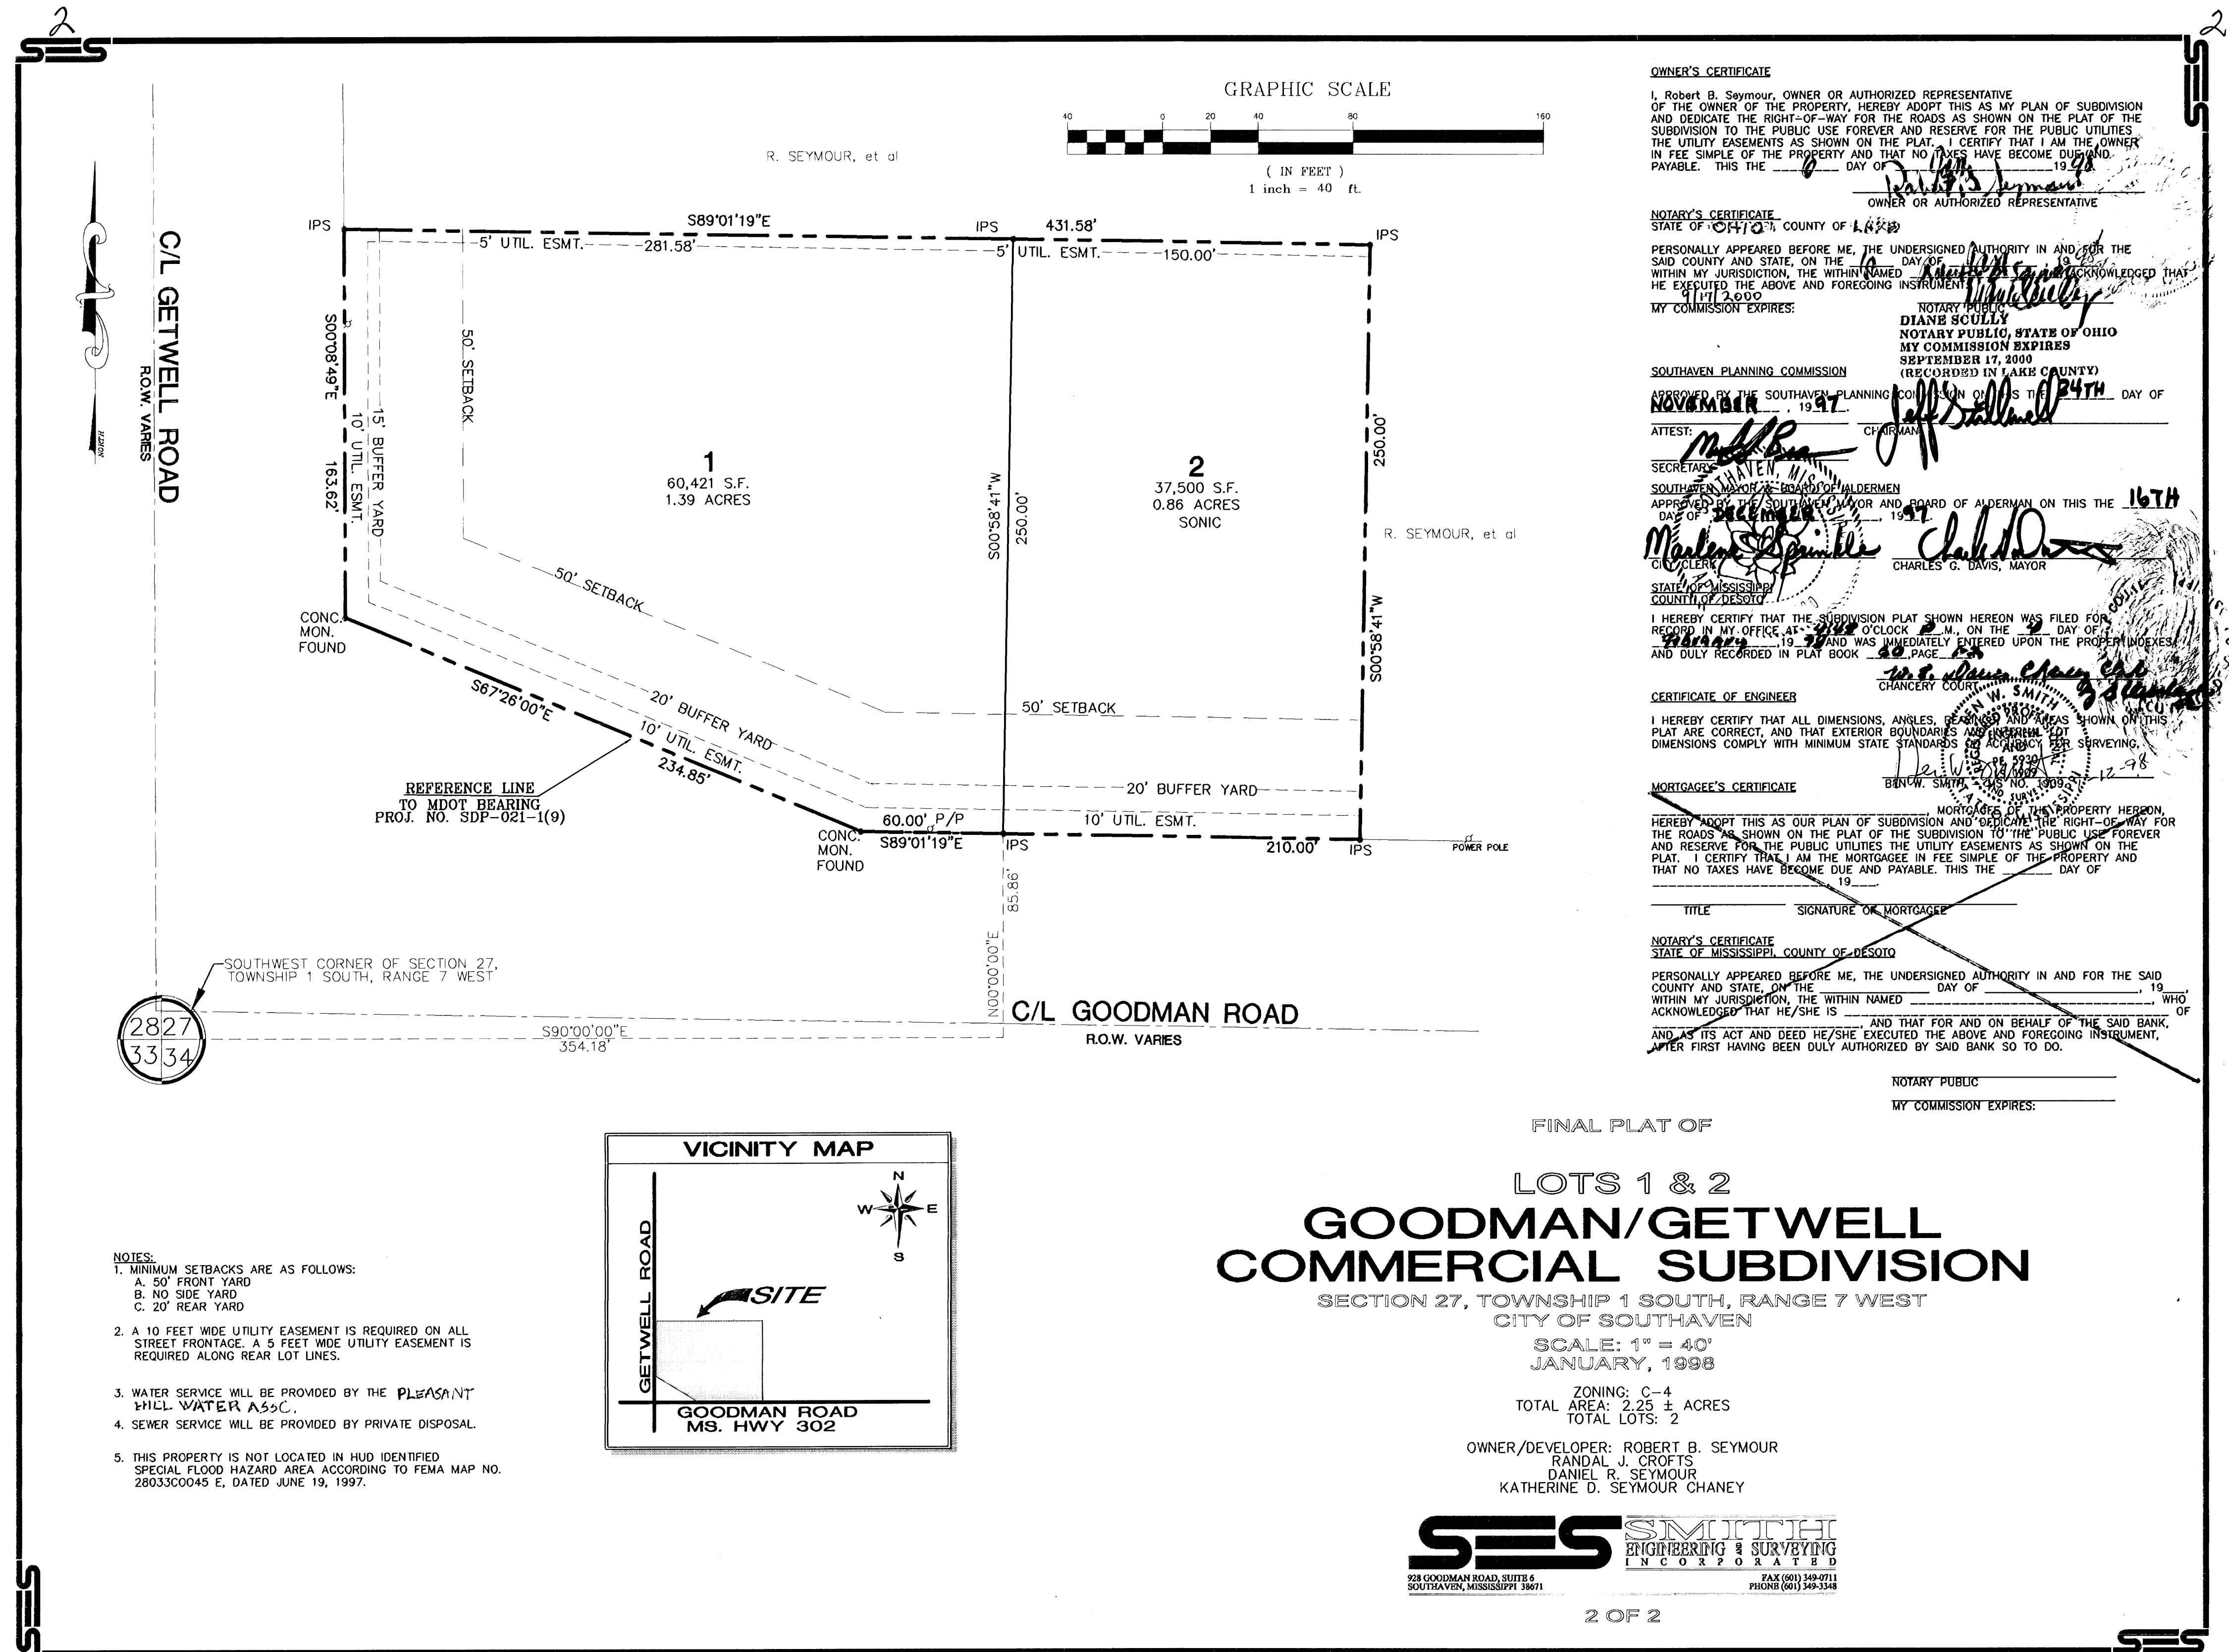 2
2
SES
GRAPHIC SCALE
40 0 20 40 80 160
( IN FEET )
1 inch = 40 ft.
R. SEYMOUR, et al
NORTH
C/L GETWELL ROAD
R.O.W. VARIES
IPS
S89°01'19"E
IPS
431.58'
IPS
5' UTIL. ESMT.
281.58'
5' UTIL. ESMT.
150.00'
S00°08'49"E
163.62'
10' UTIL. ESMT.
15' BUFFER YARD
50' SETBACK
1
60,421 S.F.
1.39 ACRES
S00°58'41"W
250.00'
2
37,500 S.F.
0.86 ACRES
SONIC
250.00'
S00°58'41"W
R. SEYMOUR, et al
50' SETBACK
CONC.
MON.
FOUND
S67°26'00"E
234.85'
20' BUFFER YARD
10' UTIL. ESMT.
50' SETBACK
20' BUFFER YARD
10' UTIL. ESMT.
REFERENCE LINE
TO MDOT BEARING
PROJ. NO. SDP-021-1(9)
60.00' P/P
S89°01'19"E
CONC.
MON.
FOUND
IPS
210.00'
IPS
POWER POLE
85.86'
N00°00'00"E
SOUTHWEST CORNER OF SECTION 27,
TOWNSHIP 1 SOUTH, RANGE 7 WEST
28 27
33 34
S90°00'00"E
354.18'
C/L GOODMAN ROAD
R.O.W. VARIES
VICINITY MAP
N
W E
S
GETWELL ROAD
SITE
GOODMAN ROAD
MS. HWY 302
NOTES:
1. MINIMUM SETBACKS ARE AS FOLLOWS:
A. 50' FRONT YARD
B. NO SIDE YARD
C. 20' REAR YARD
2. A 10 FEET WIDE UTILITY EASEMENT IS REQUIRED ON ALL
STREET FRONTAGE. A 5 FEET WIDE UTILITY EASEMENT IS
REQUIRED ALONG REAR LOT LINES.
3. WATER SERVICE WILL BE PROVIDED BY THE PLEASANT
HILL WATER ASSC.
4. SEWER SERVICE WILL BE PROVIDED BY PRIVATE DISPOSAL.
5. THIS PROPERTY IS NOT LOCATED IN HUD IDENTIFIED
SPECIAL FLOOD HAZARD AREA ACCORDING TO FEMA MAP NO.
28033C0045 E, DATED JUNE 19, 1997.
OWNER'S CERTIFICATE
I, Robert B. Seymour, OWNER OR AUTHORIZED REPRESENTATIVE
OF THE OWNER OF THE PROPERTY, HEREBY ADOPT THIS AS MY PLAN OF SUBDIVISION
AND DEDICATE THE RIGHT-OF-WAY FOR THE ROADS AS SHOWN ON THE PLAT OF THE
SUBDIVISION TO THE PUBLIC USE FOREVER AND RESERVE FOR THE PUBLIC UTILITIES
THE UTILITY EASEMENTS AS SHOWN ON THE PLAT. I CERTIFY THAT I AM THE OWNER
IN FEE SIMPLE OF THE PROPERTY AND THAT NO TAXES HAVE BECOME DUE AND
PAYABLE. THIS THE 6 DAY OF Jan 1998
OWNER OR AUTHORIZED REPRESENTATIVE
NOTARY'S CERTIFICATE
STATE OF OHIO, COUNTY OF LAKE
PERSONALLY APPEARED BEFORE ME, THE UNDERSIGNED AUTHORITY IN AND FOR THE
SAID COUNTY AND STATE, ON THE 6 DAY OF 1998
WITHIN MY JURISDICTION, THE WITHIN NAMED ACKNOWLEDGED THAT
HE EXECUTED THE ABOVE AND FOREGOING INSTRUMENT.
9/17/2000
MY COMMISSION EXPIRES: NOTARY PUBLIC
DIANE SCULLY
NOTARY PUBLIC, STATE OF OHIO
MY COMMISSION EXPIRES
SEPTEMBER 17, 2000
(RECORDED IN LAKE COUNTY)
SOUTHAVEN PLANNING COMMISSION
APPROVED BY THE SOUTHAVEN PLANNING COMMISSION ON THIS THE 24TH DAY OF
NOVEMBER, 1997.
ATTEST: CHAIRMAN
SECRETARY
SOUTHAVEN MAYOR & BOARD OF ALDERMEN
APPROVED BY THE SOUTHAVEN MAYOR AND BOARD OF ALDERMAN ON THIS THE 16TH
DAY OF DECEMBER, 1997.
Marlene Sprinkle
CITY CLERK CHARLES G. DAVIS, MAYOR
STATE OF MISSISSIPPI
COUNTY OF DESOTO
I HEREBY CERTIFY THAT THE SUBDIVISION PLAT SHOWN HEREON WAS FILED FOR
RECORD IN MY OFFICE AT O'CLOCK P.M., ON THE DAY OF
February, 1998 AND WAS IMMEDIATELY ENTERED UPON THE PROPER INDEXES
AND DULY RECORDED IN PLAT BOOK 60, PAGE 1-2
CHANCERY COURT
CERTIFICATE OF ENGINEER
I HEREBY CERTIFY THAT ALL DIMENSIONS, ANGLES, BEARINGS AND AREAS SHOWN ON THIS
PLAT ARE CORRECT, AND THAT EXTERIOR BOUNDARIES AND INTERNAL LOT
DIMENSIONS COMPLY WITH MINIMUM STATE STANDARDS OF ACCURACY FOR SURVEYING.
BEN W. SMITH, MS NO. 1909
MORTGAGEE'S CERTIFICATE
, MORTGAGEE OF THE PROPERTY HEREON,
HEREBY ADOPT THIS AS OUR PLAN OF SUBDIVISION AND DEDICATE THE RIGHT-OF-WAY FOR
THE ROADS AS SHOWN ON THE PLAT OF THE SUBDIVISION TO THE PUBLIC USE FOREVER
AND RESERVE FOR THE PUBLIC UTILITIES THE UTILITY EASEMENTS AS SHOWN ON THE
PLAT. I CERTIFY THAT I AM THE MORTGAGEE IN FEE SIMPLE OF THE PROPERTY AND
THAT NO TAXES HAVE BECOME DUE AND PAYABLE. THIS THE ______ DAY OF
____________, 19___.
TITLE SIGNATURE OF MORTGAGEE
NOTARY'S CERTIFICATE
STATE OF MISSISSIPPI, COUNTY OF DESOTO
PERSONALLY APPEARED BEFORE ME, THE UNDERSIGNED AUTHORITY IN AND FOR THE SAID
COUNTY AND STATE, ON THE ____________ DAY OF ____________, 19___,
WITHIN MY JURISDICTION, THE WITHIN NAMED ____________, WHO
ACKNOWLEDGED THAT HE/SHE IS ____________ OF
____________, AND THAT FOR AND ON BEHALF OF THE SAID BANK,
AND AS ITS ACT AND DEED HE/SHE EXECUTED THE ABOVE AND FOREGOING INSTRUMENT,
AFTER FIRST HAVING BEEN DULY AUTHORIZED BY SAID BANK SO TO DO.
NOTARY PUBLIC
MY COMMISSION EXPIRES:
FINAL PLAT OF
LOTS 1 & 2
GOODMAN/GETWELL
COMMERCIAL SUBDIVISION
SECTION 27, TOWNSHIP 1 SOUTH, RANGE 7 WEST
CITY OF SOUTHAVEN
SCALE: 1" = 40'
JANUARY, 1998
ZONING: C-4
TOTAL AREA: 2.25 ± ACRES
TOTAL LOTS: 2
OWNER/DEVELOPER: ROBERT B. SEYMOUR
RANDAL J. CROFTS
DANIEL R. SEYMOUR
KATHERINE D. SEYMOUR CHANEY
SES SMITH
ENGINEERING & SURVEYING
INCORPORATED
928 GOODMAN ROAD, SUITE 6 FAX (601) 349-0711
SOUTHAVEN, MISSISSIPPI 38671 PHONE (601) 349-3348
2 OF 2